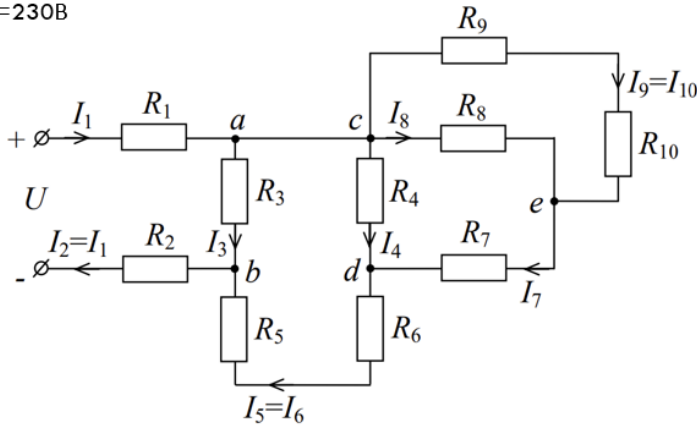 =230В
R9
I9=I10
I1
R1
a
c
I8
R8
+
R3
R4
R10
U
e
I2=I1
R2
I3
I4
R7
-
b
d
I7
R5
R6
I5=I6